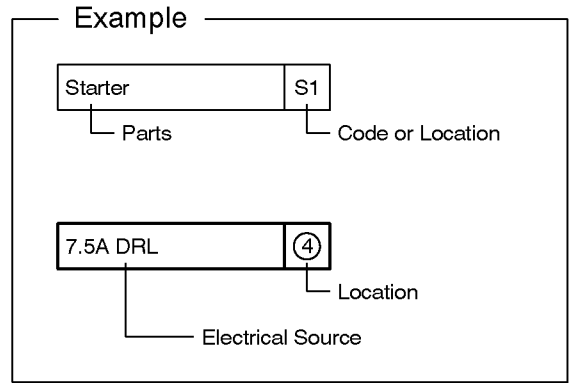 Example
Starter S1
Parts Code or Location
7.5A DRL 4
Location
Electrical Source